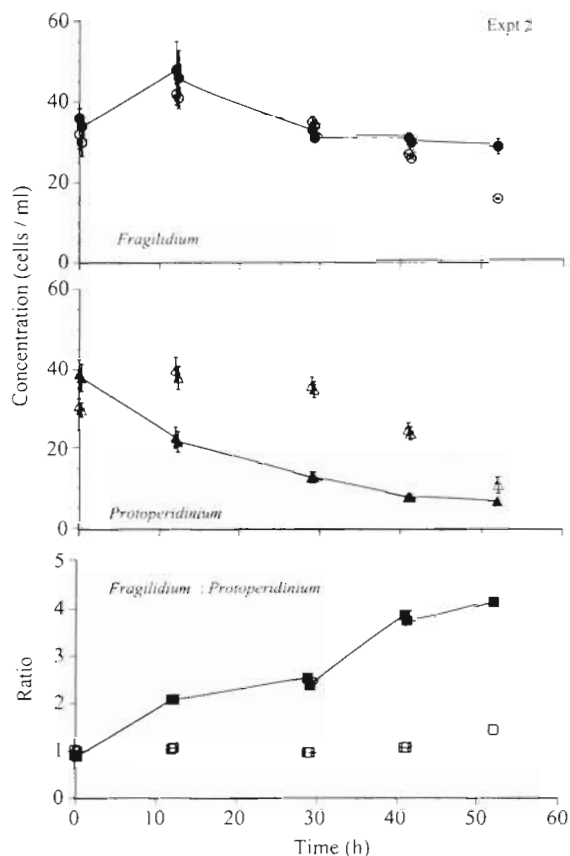 Expt 2
60
40
20
0
Fragilidium
Concentration (cells / ml)
60
40
20
0
Protoperidinium
5
4
3
2
1
0
Fragilidium : Protoperidinium
Ratio
0 10 20 30 40 50 60
Time (h)